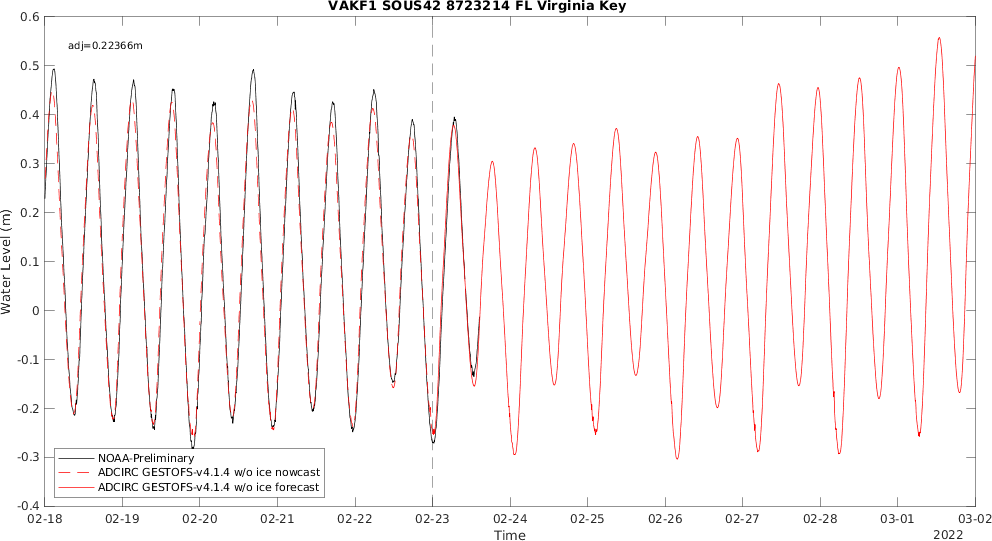 VAKF1 SOUS42 8723214 FL Virginia Key
adj=0.22366m
0.6
0.5
0.4
0.3
0.2
0.1
0
-0.1
-0.2
-0.3
-0.4
Water Level (m)
NOAA-Preliminary
ADCIRC GESTOFS-v4.1.4 w/o ice nowcast
ADCIRC GESTOFS-v4.1.4 w/o ice forecast
02-18 02-19 02-20 02-21 02-22 02-23 02-24 02-25 02-26 02-27 02-28 03-01 03-02
Time
2022